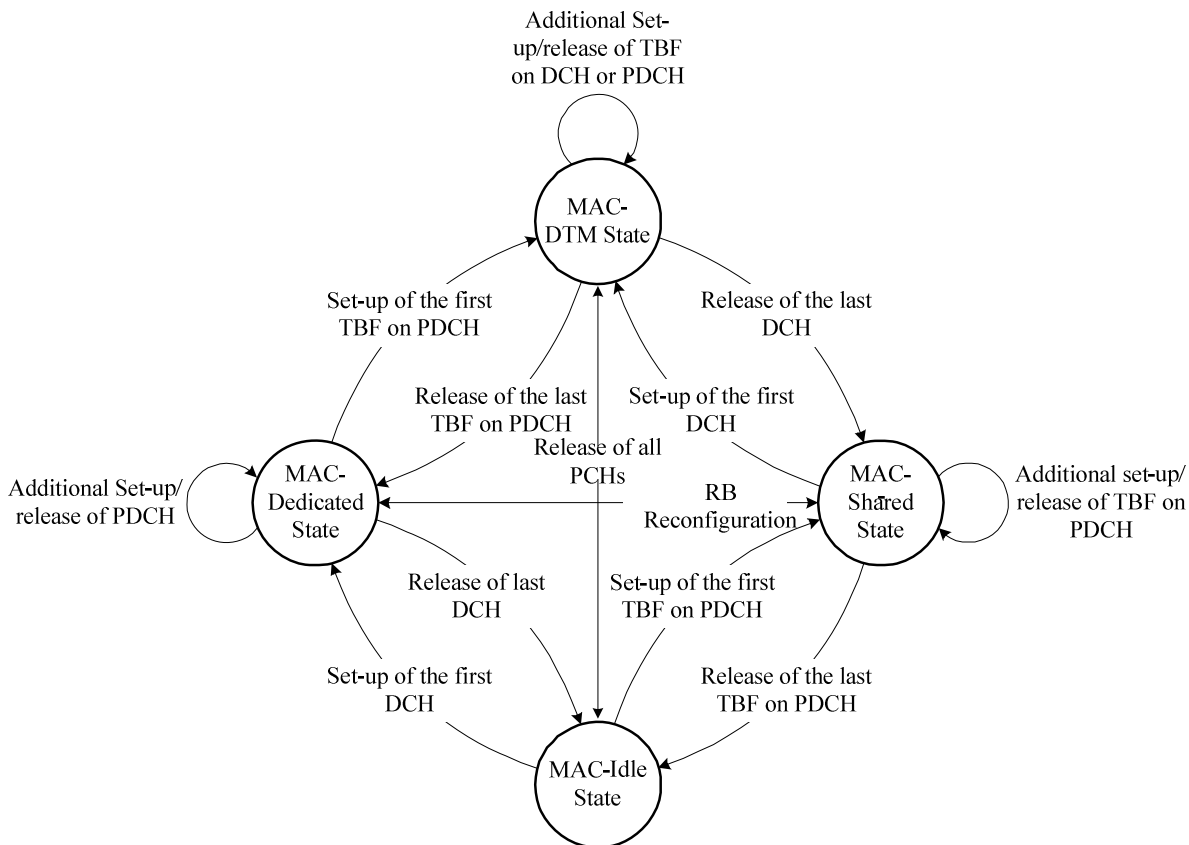 Additional Set-
up/release of TBF
on DCH or PDCH
MAC-
DTM State
Set-up of the first
TBF on PDCH
Release of the last
DCH
Release of the last
TBF on PDCH
Set-up of the first
DCH
Release of all
PCHs
Additional Set-up/
release of PDCH
MAC-
Dedicated
State
RB
Reconfiguration
MAC-
Shared
State
Additional set-up/
release of TBF on
PDCH
Release of last
DCH
Set-up of the first
TBF on PDCH
Set-up of the first
DCH
Release of the last
TBF on PDCH
MAC-Idle
State